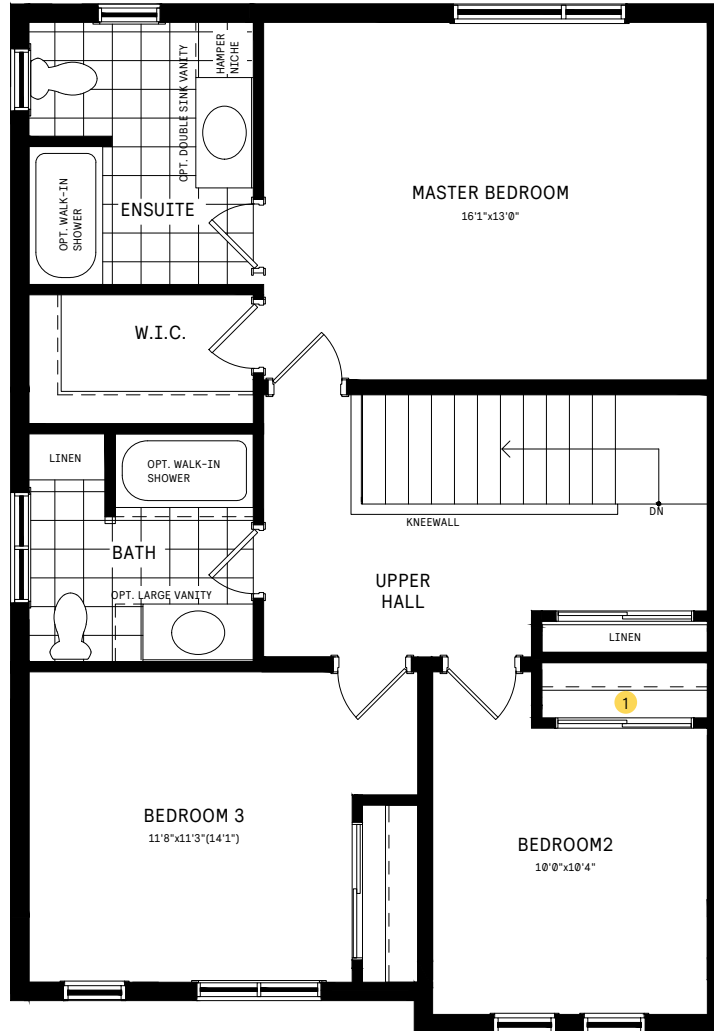 HAMPER
NICHE
OPT. DOUBLE SINK VANITY
MASTER BEDROOM
16'1"x13'0"
OPT. WALK-IN
SHOWER
ENSUITE
W.I.C.
LINEN
OPT. WALK-IN
SHOWER
KNEEWALL
DN
BATH
OPT. LARGE VANITY
UPPER
HALL
LINEN
1
BEDROOM 3
11'8"x11'3"(14'1")
BEDROOM2
10'0"x10'4"